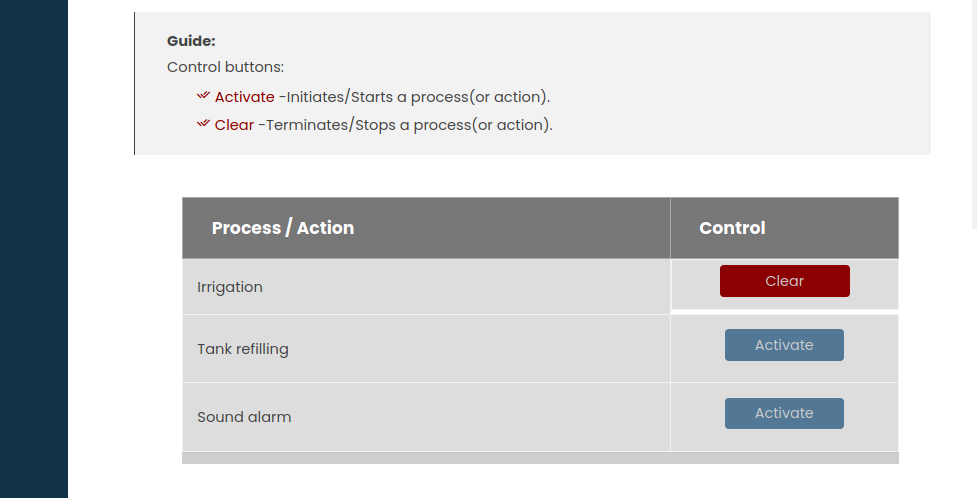 Guide:
Control buttons:
Activate -Initiates/Starts a process(or action).
Clear -Terminates/Stops a process(or action).
Process / Action Control
Irrigation Clear
Tank refilling Activate
Sound alarm Activate